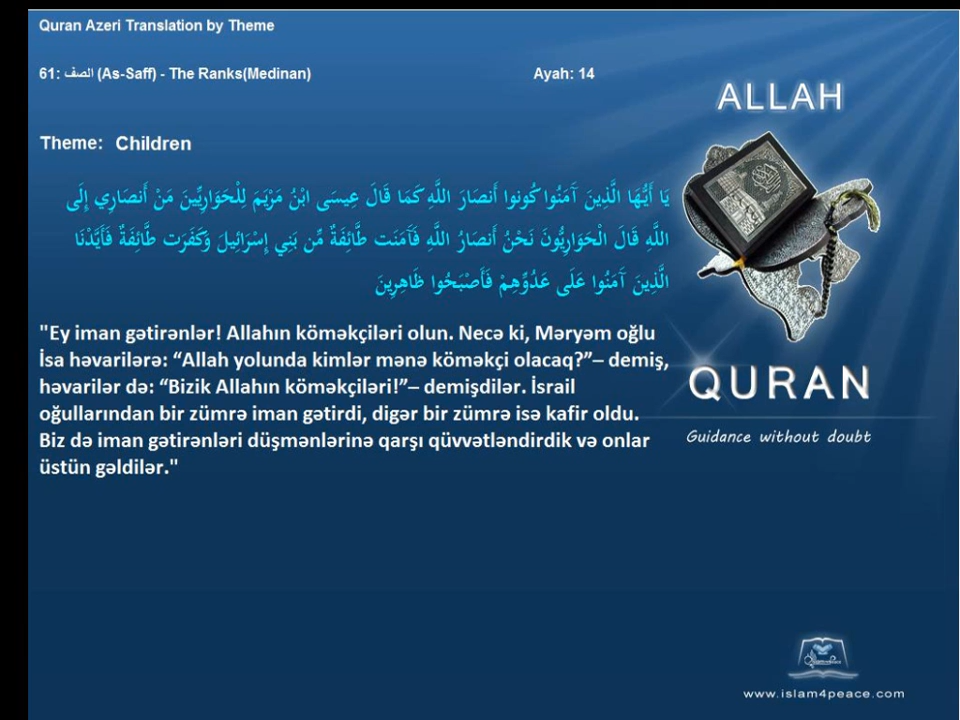 Quran Azeri Translation by Theme
61: الصف (As-Saff) - The Ranks(Medinan) Ayah: 14
Theme: Children
يَا أَيُّهَا الَّذِينَ آَمَنُوا كُونوا أَنصَارَ اللَّهِ كَمَا قَالَ عِيسَى ابْنُ مَرْيَمَ لِلْحَوَارِيِّينَ مَنْ أَنصَارِي إِلَى
اللَّهِ قَالَ الْحَوَارِيُّونَ نَحْنُ أَنصَارُ اللَّهِ فَآَمَنَت طَّائِفَةٌ مِّن بَنِي إِسْرَائِيلَ وَكَفَرَت طَّائِفَةٌ فَأَيَّدْنَا
الَّذِينَ آَمَنُوا عَلَى عَدُوِّهِمْ فَأَصْبَحُوا ظَاهِرِينَ
"Ey iman gətirənlər! Allahın köməkçiləri olun. Necə ki, Məryəm oğlu
İsa həvarilərə: “Allah yolunda kimlər mənə köməkçi olacaq?”– demiş,
həvarilər də: “Bizik Allahın köməkçiləri!”– demişdilər. İsrail
oğullarından bir zümrə iman gətirdi, digər bir zümrə isə kafir oldu.
Biz də iman gətirənləri düşmənlərinə qarşı qüvvətləndirdik və onlar
üstün gəldilər."
ALLAH
QURAN
Guidance without doubt
www.islam4peace.com